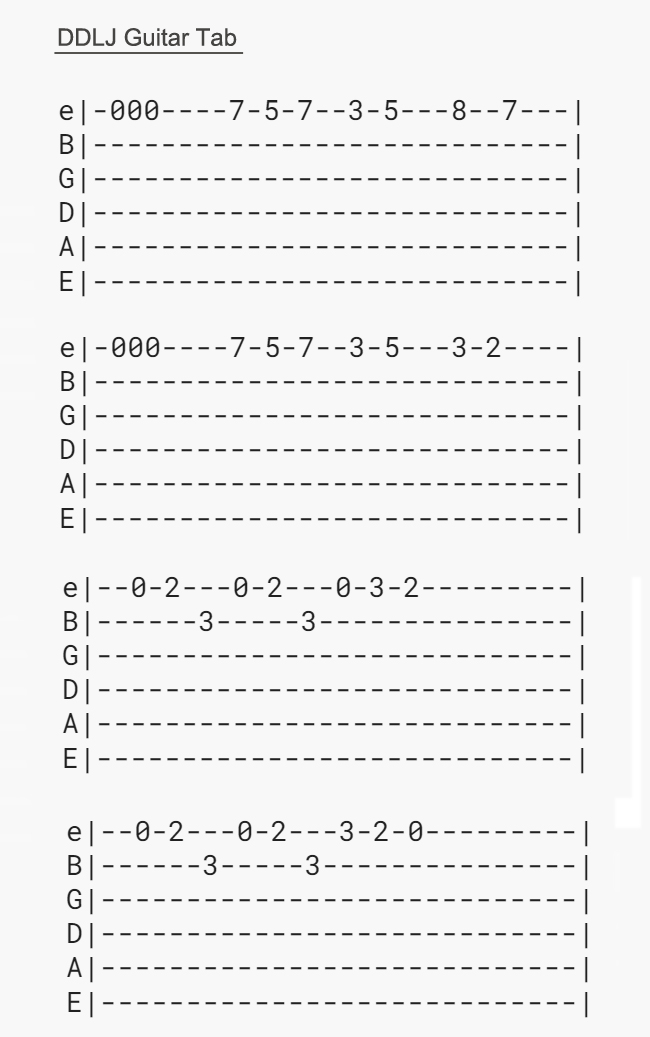 DDLJ Guitar Tab
e|-000----7-5-7--3-5---8--7---|
B|----------------------------|
G|----------------------------|
D|----------------------------|
A|----------------------------|
E|----------------------------|
e|-000----7-5-7--3-5---3-2----|
B|----------------------------|
G|----------------------------|
D|----------------------------|
A|----------------------------|
E|----------------------------|
e|--0-2---0-2---0-3-2---------|
B|------3-----3---------------|
G|----------------------------|
D|----------------------------|
A|----------------------------|
E|----------------------------|
e|--0-2---0-2---3-2-0---------|
B|------3-----3---------------|
G|----------------------------|
D|----------------------------|
A|----------------------------|
E|----------------------------|